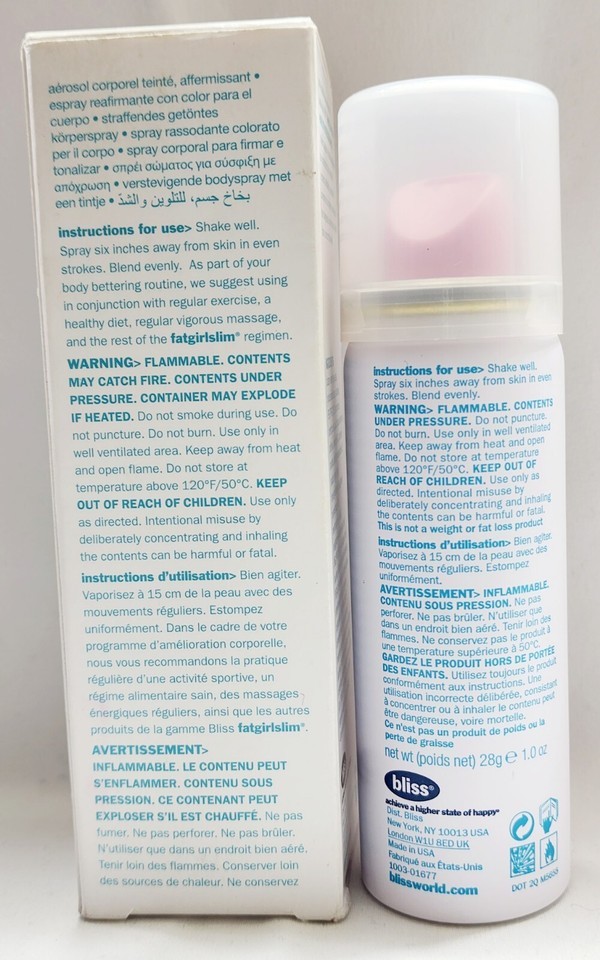 aérosol corporel teinté, affermissant •
espray reafirmante con color para el
cuerpo • straffendes getöntes
körperspray • spray rassodante colorato
per il corpo • spray corporal para firmar e
tonalizar • σπρέι σώματος για σύσφιξη με
απόχρωση • verstevigende bodyspray met
een tintje • بخاخ جسم، للتلوين والشدّ
instructions for use> Shake well.
Spray six inches away from skin in even
strokes. Blend evenly. As part of your
body bettering routine, we suggest using
in conjunction with regular exercise, a
healthy diet, regular vigorous massage,
and the rest of the fatgirlslim® regimen.
WARNING> FLAMMABLE. CONTENTS
MAY CATCH FIRE. CONTENTS UNDER
PRESSURE. CONTAINER MAY EXPLODE
IF HEATED. Do not smoke during use. Do
not puncture. Do not burn. Use only in
well ventilated area. Keep away from heat
and open flame. Do not store at
temperature above 120°F/50°C. KEEP
OUT OF REACH OF CHILDREN. Use only
as directed. Intentional misuse by
deliberately concentrating and inhaling
the contents can be harmful or fatal.
instructions d'utilisation> Bien agiter.
Vaporisez à 15 cm de la peau avec des
mouvements réguliers. Estompez
uniformément. Dans le cadre de votre
programme d'amélioration corporelle,
nous vous recommandons la pratique
régulière d'une activité sportive, un
régime alimentaire sain, des massages
énergiques réguliers, ainsi que les autres
produits de la gamme Bliss fatgirlslim®.
AVERTISSEMENT>
INFLAMMABLE. LE CONTENU PEUT
S'ENFLAMMER. CONTENU SOUS
PRESSION. CE CONTENANT PEUT
EXPLOSER S'IL EST CHAUFFÉ. Ne pas
fumer. Ne pas perforer. Ne pas brûler.
N'utiliser que dans un endroit bien aéré.
Tenir loin des flammes. Conserver loin
des sources de chaleur. Ne conservez
instructions for use> Shake well.
Spray six inches away from skin in even
strokes. Blend evenly.
WARNING> FLAMMABLE. CONTENTS
UNDER PRESSURE. Do not puncture.
Do not burn. Use only in well ventilated
area. Keep away from heat and open
flame. Do not store at temperature
above 120°F/50°C. KEEP OUT OF
REACH OF CHILDREN. Use only as
directed. Intentional misuse by
deliberately concentrating and inhaling
the contents can be harmful or fatal.
This is not a weight or fat loss product
instructions d'utilisation> Bien agiter.
Vaporisez à 15 cm de la peau avec des
mouvements réguliers. Estompez
uniformément.
AVERTISSEMENT> INFLAMMABLE.
CONTENU SOUS PRESSION. Ne pas
perforer. Ne pas brûler. N'utiliser que
dans un endroit bien aéré. Tenir loin des
flammes. Ne conservez pas le produit à
une température supérieure à 50°C.
GARDEZ LE PRODUIT HORS DE PORTÉE
DES ENFANTS. Utilisez toujours le produit
conformément aux instructions. Une
utilisation incorrecte délibérée, consistant
à concentrer ou à inhaler le contenu peut
être dangereuse, voire mortelle.
Ce n'est pas un produit de poids ou la
perte de graisse
net wt (poids net) 28g e 1.0 oz
bliss®
achieve a higher state of happy®
Dist. Bliss
New York, NY 10013 USA
London W1U 8ED UK
Made in USA
Fabriqué aux États-Unis
1003-01677
blissworld.com
DOT 2Q M5658